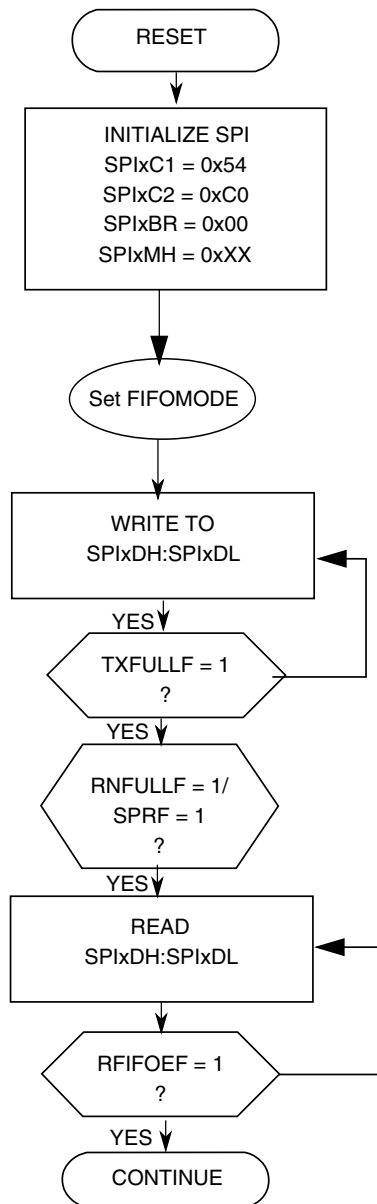 RESET
INITIALIZE SPI
SPIxC1 = 0x54
SPIxC2 = 0xC0
SPIxBR = 0x00
SPIxMH = 0xXX
Set FIFOMODE
WRITE TO
SPIxDH:SPIxDL
YES
TXFULLF = 1
?
YES
RNFULLF = 1/
SPRF = 1
?
YES
READ
SPIxDH:SPIxDL
RFIFOEF = 1
?
YES
CONTINUE